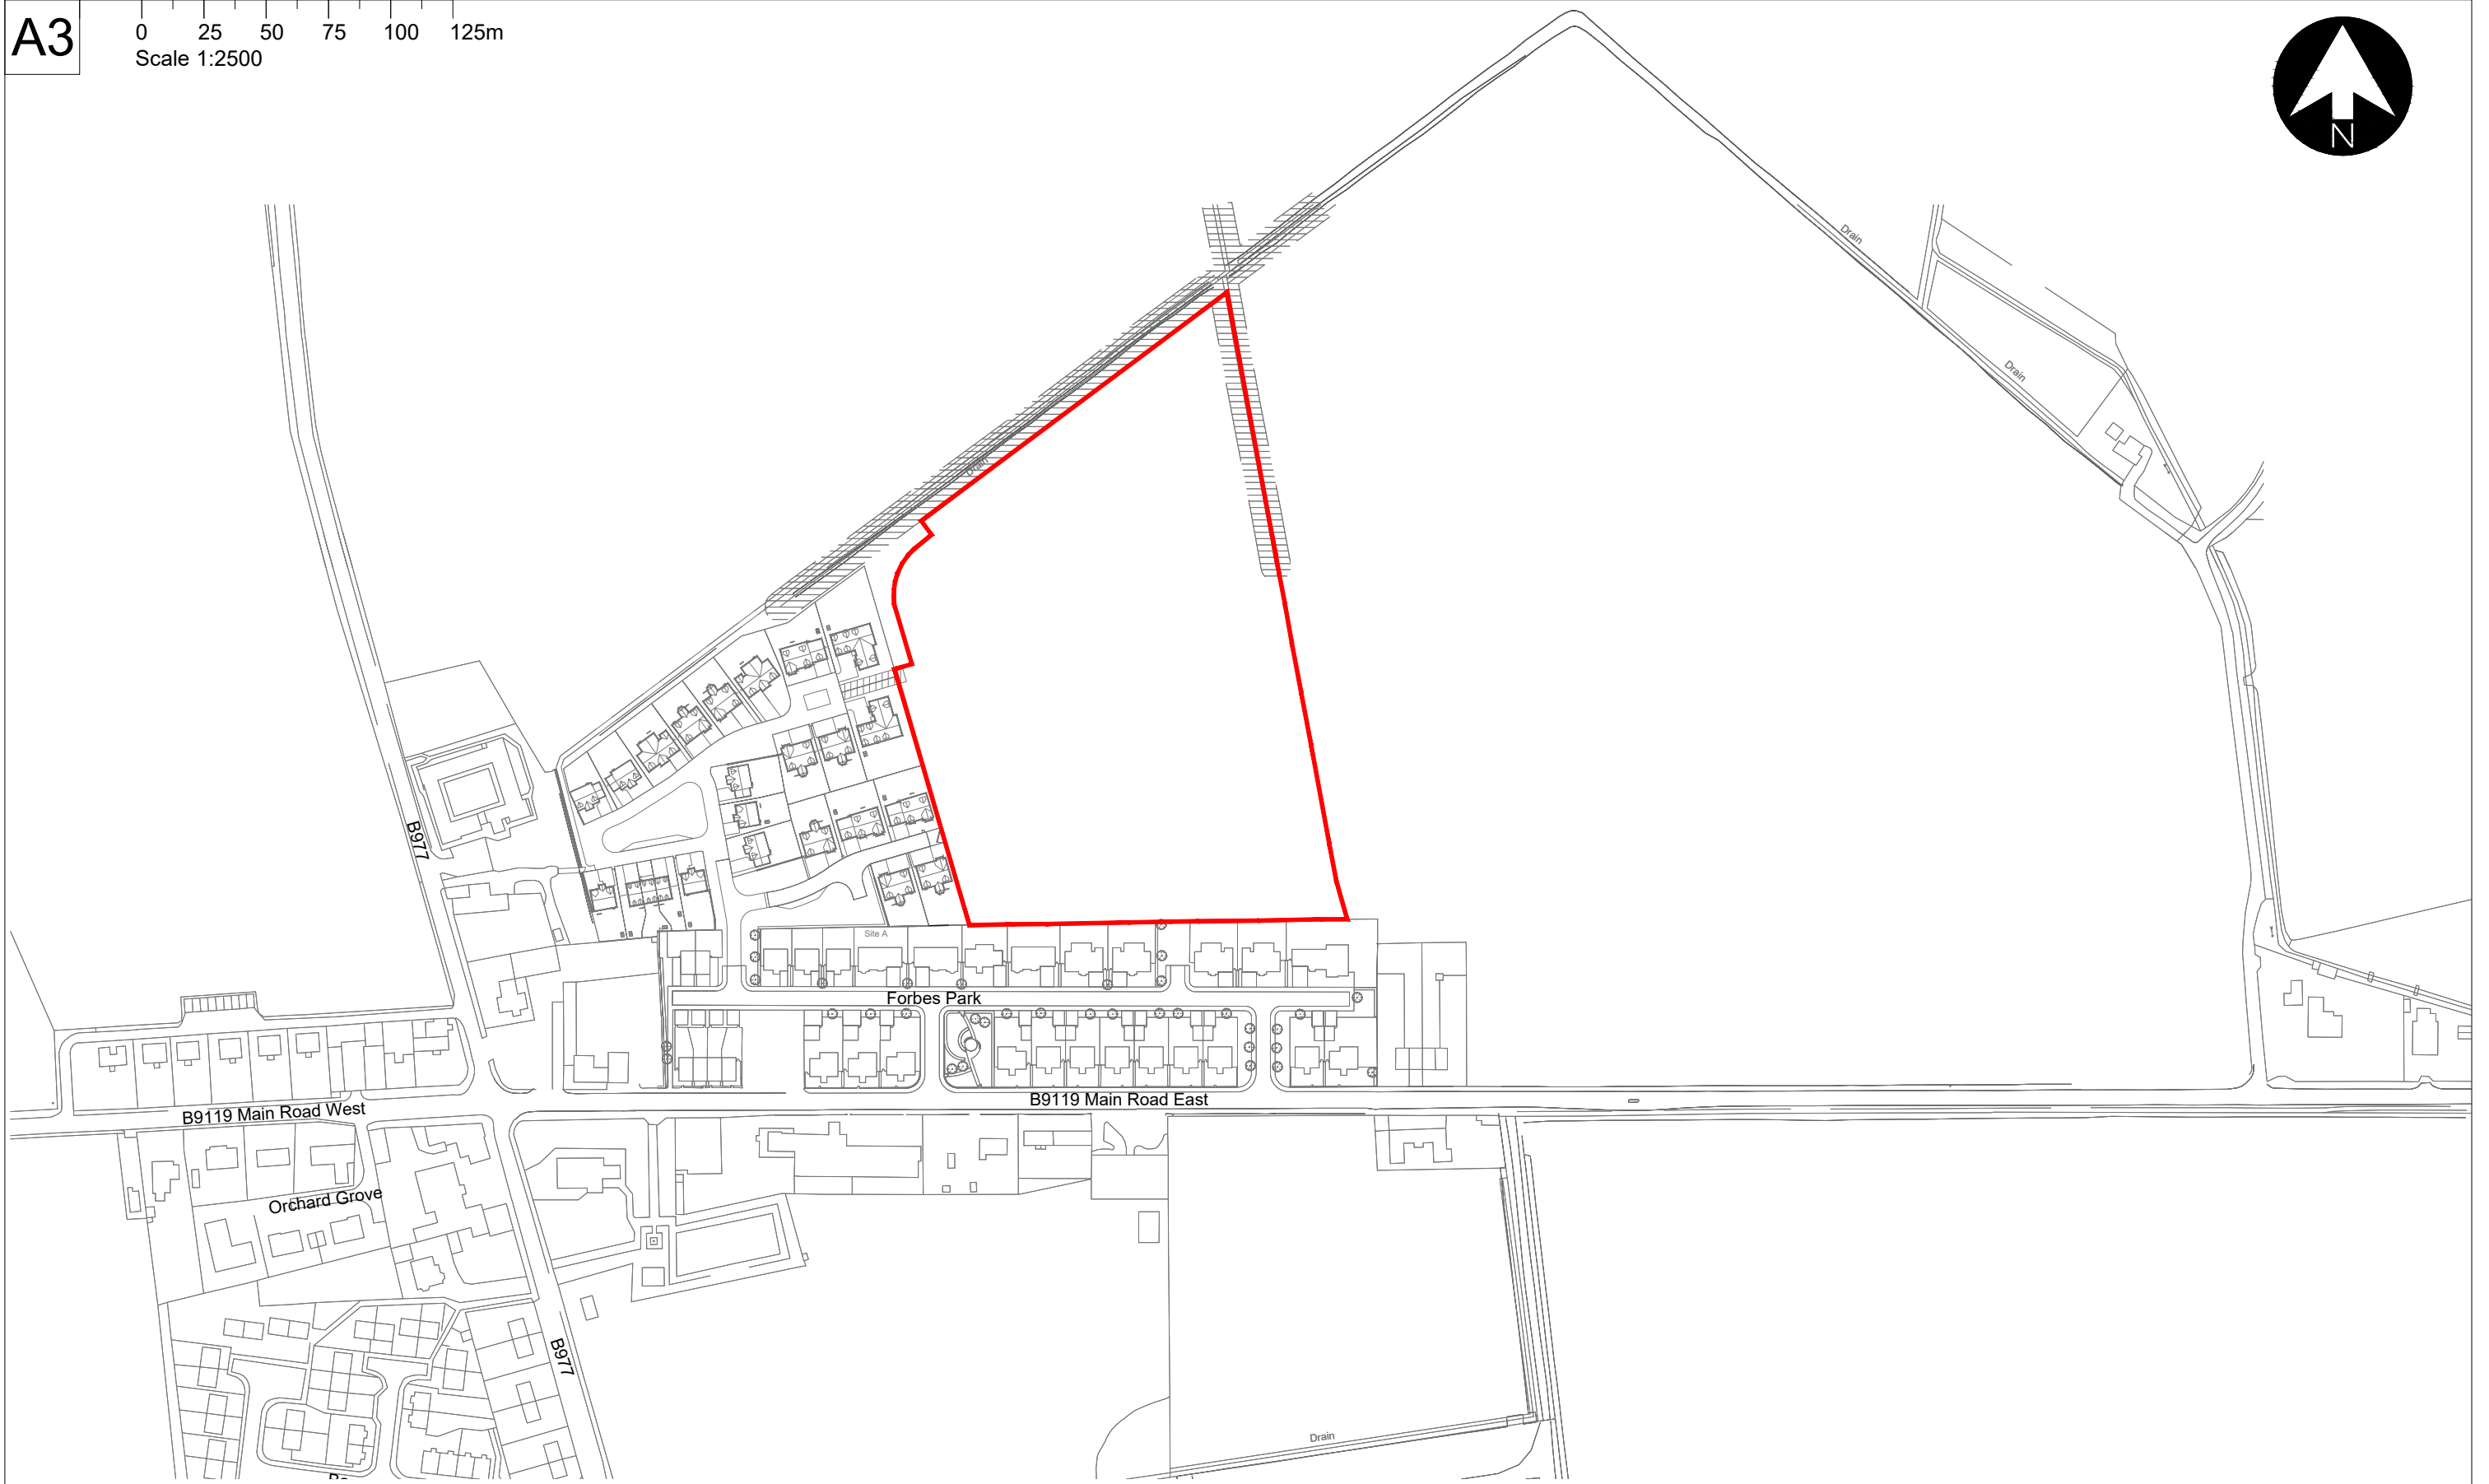 A3
0 25 50 75 100 125m
Scale 1:2500
N
Drain
Drain
Drain
B977
Site A
Forbes Park
B9119 Main Road East
B9119 Main Road West
Orchard Grove
B977
Drain